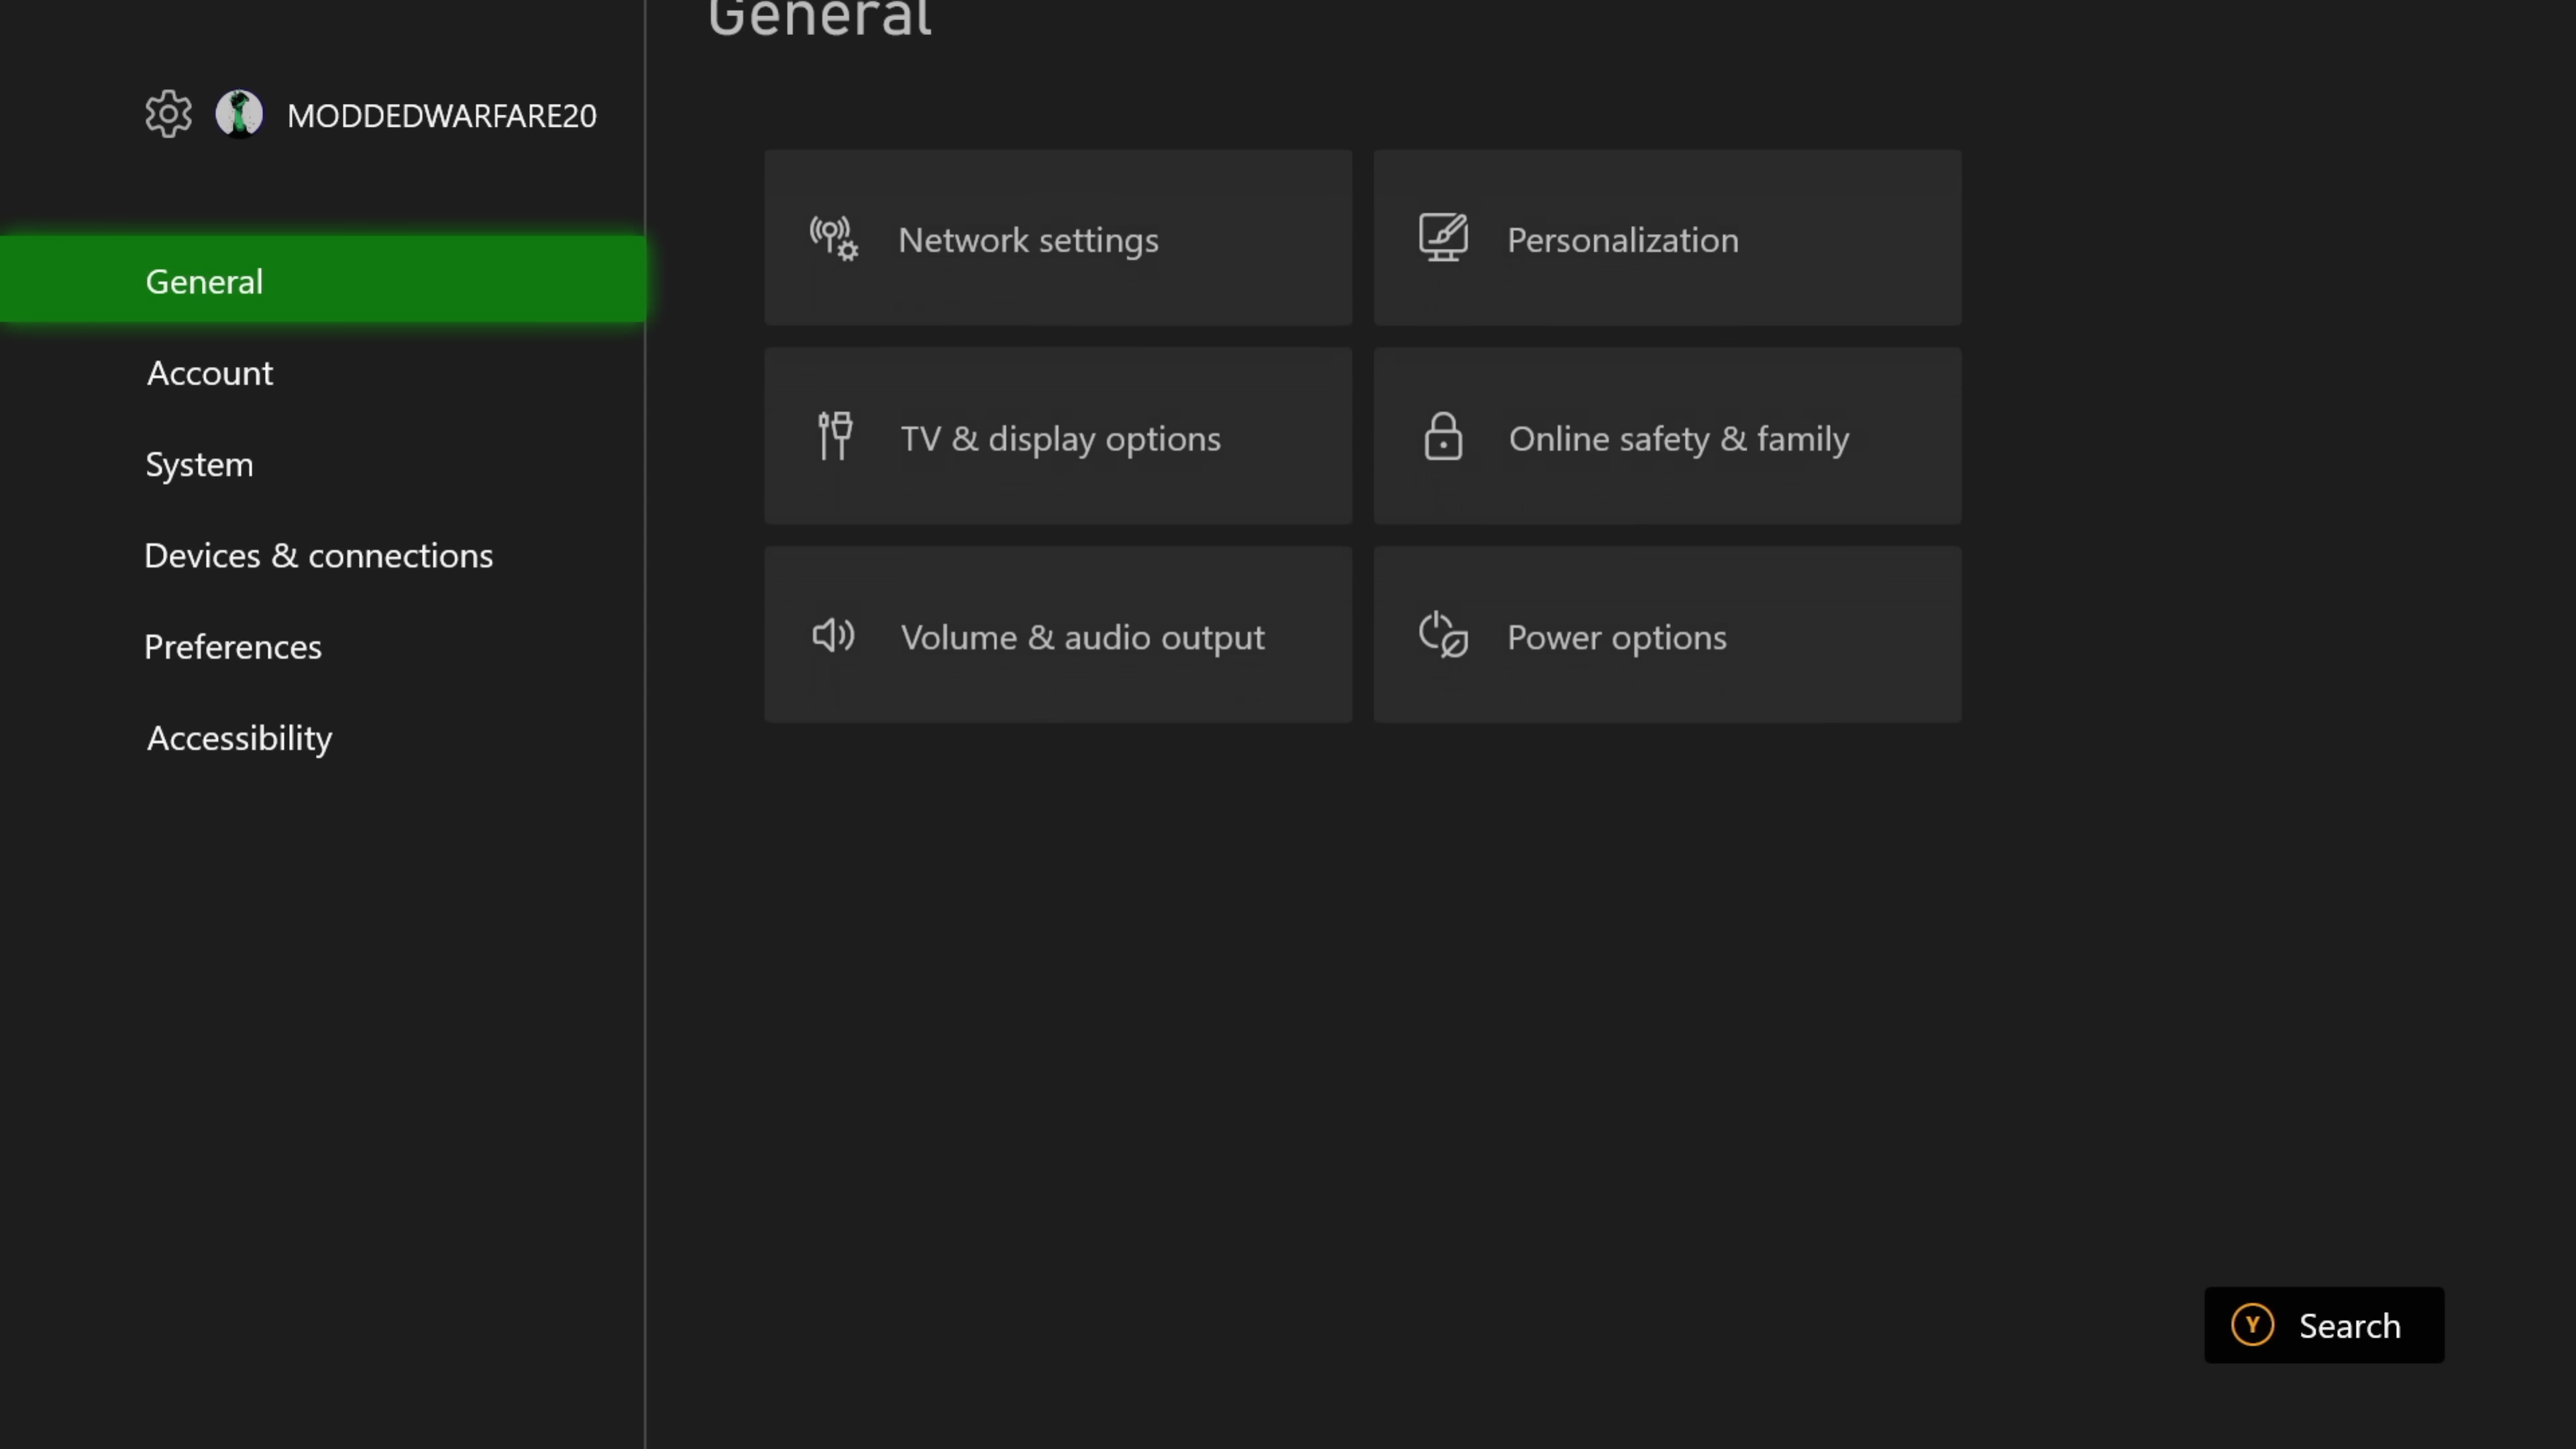 General
MODDEDWARFARE20
General
Account
System
Devices & connections
Preferences
Accessibility
Network settings
Personalization
TV & display options
Online safety & family
Volume & audio output
Power options
Y Search